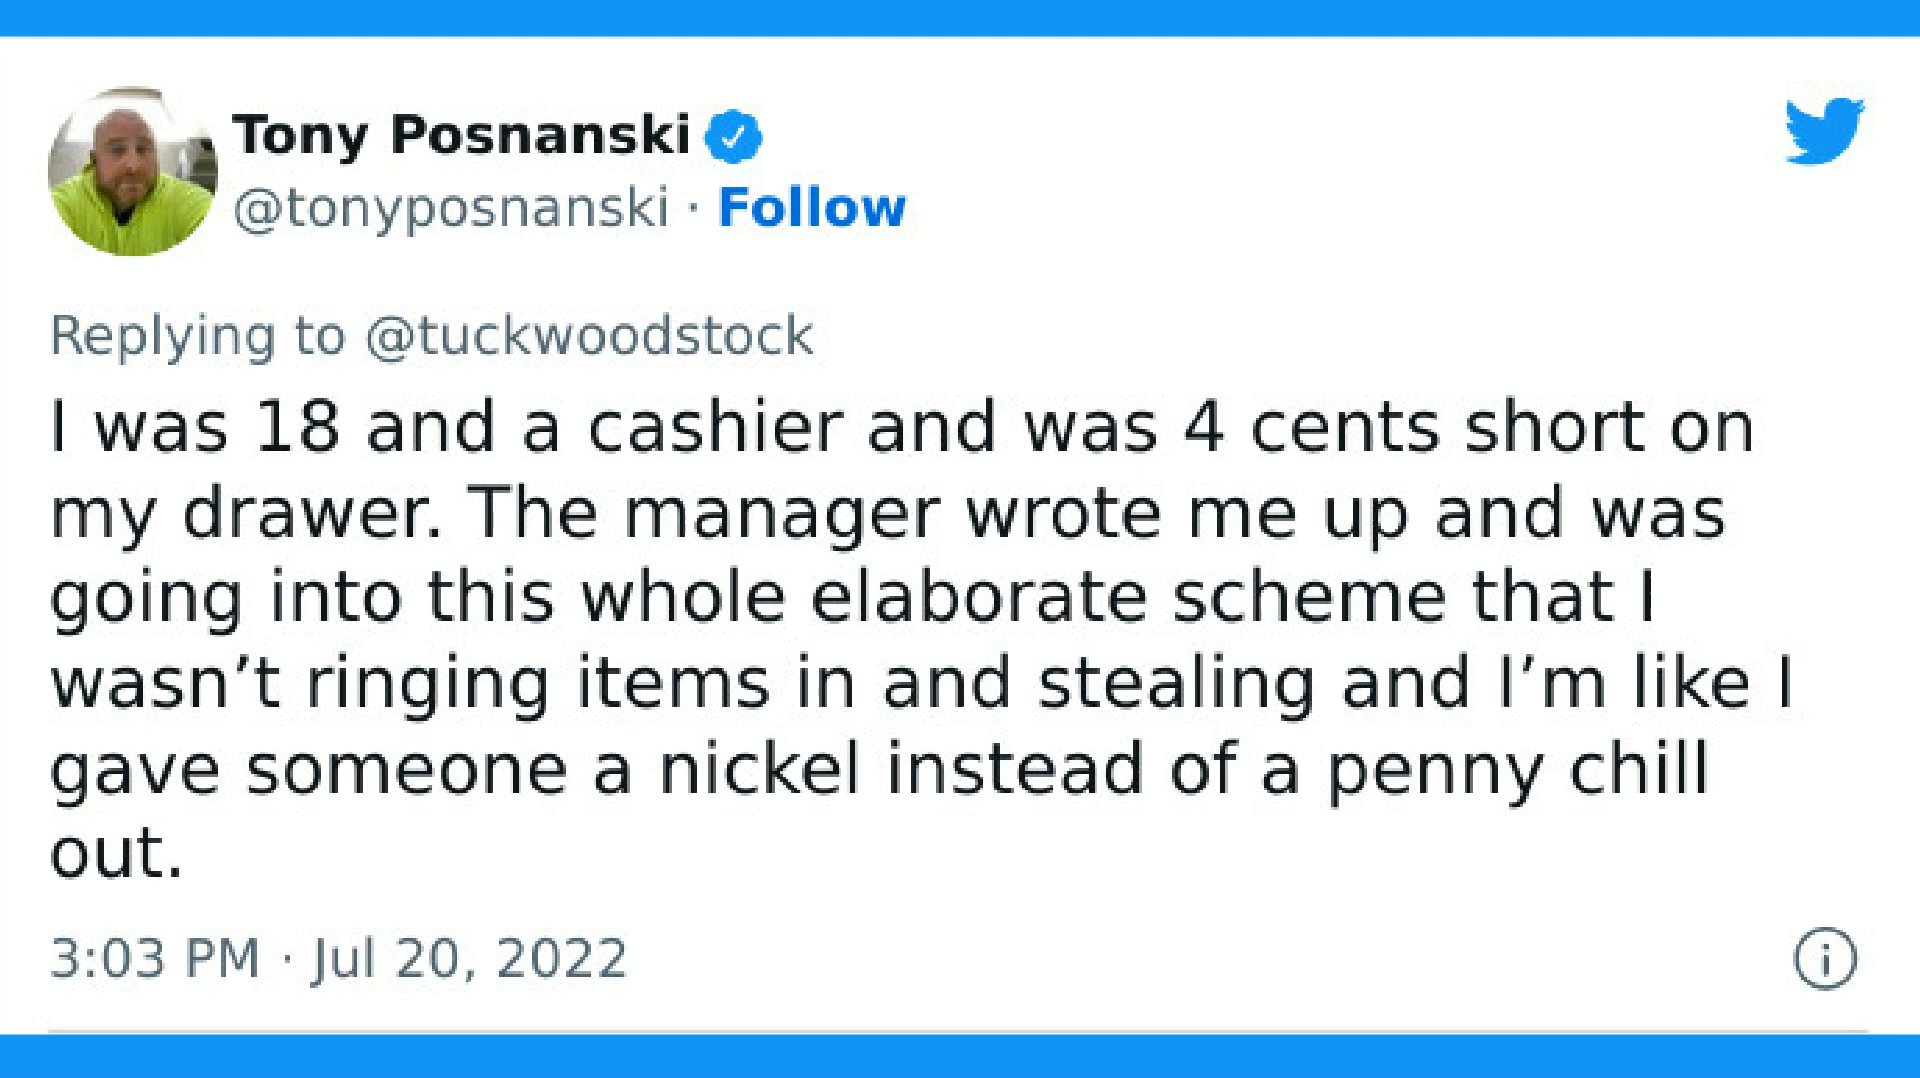 Tony Posnanski
@tonyposnanski · Follow
Replying to @tuckwoodstock
I was 18 and a cashier and was 4 cents short on
my drawer. The manager wrote me up and was
going into this whole elaborate scheme that I
wasn’t ringing items in and stealing and I’m like I
gave someone a nickel instead of a penny chill
out.
3:03 PM · Jul 20, 2022